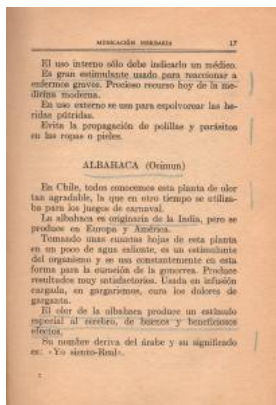 MEDICACIÓN HERBARIA 17
El uso interno sólo debe indicarlo un médico.
Es gran estimulante usado para reaccionar a
enfermos graves. Precioso recurso hoy de la me-
dicina moderna.
En uso externo se usa para espolvorear las he-
ridas pútridas.
Evita la propagación de polillas y parásitos
en las ropas o pieles.
ALBAHACA (Ocimun)
En Chile, todos conocemos esta planta de olor
tan agradable, la que en otro tiempo se utiliza-
ba para los juegos de carnaval.
La albahaca es originaria de la India, pero se
produce en Europa y América.
Tomando unas cuantas hojas de esta planta
en un poco de agua caliente, es un estimulante
del organismo y se usa constantemente en esta
forma para la curación de la gonorrea. Produce
resultados muy satisfactorios. Usada en infusión
cargada, en gargarismos, cura los dolores de
garganta.
El olor de la albahaca produce un estímulo
especial al cerebro, de buenos y beneficiosos
efectos.
Su nombre deriva del árabe y su significado
es: «Yo siento-Real».